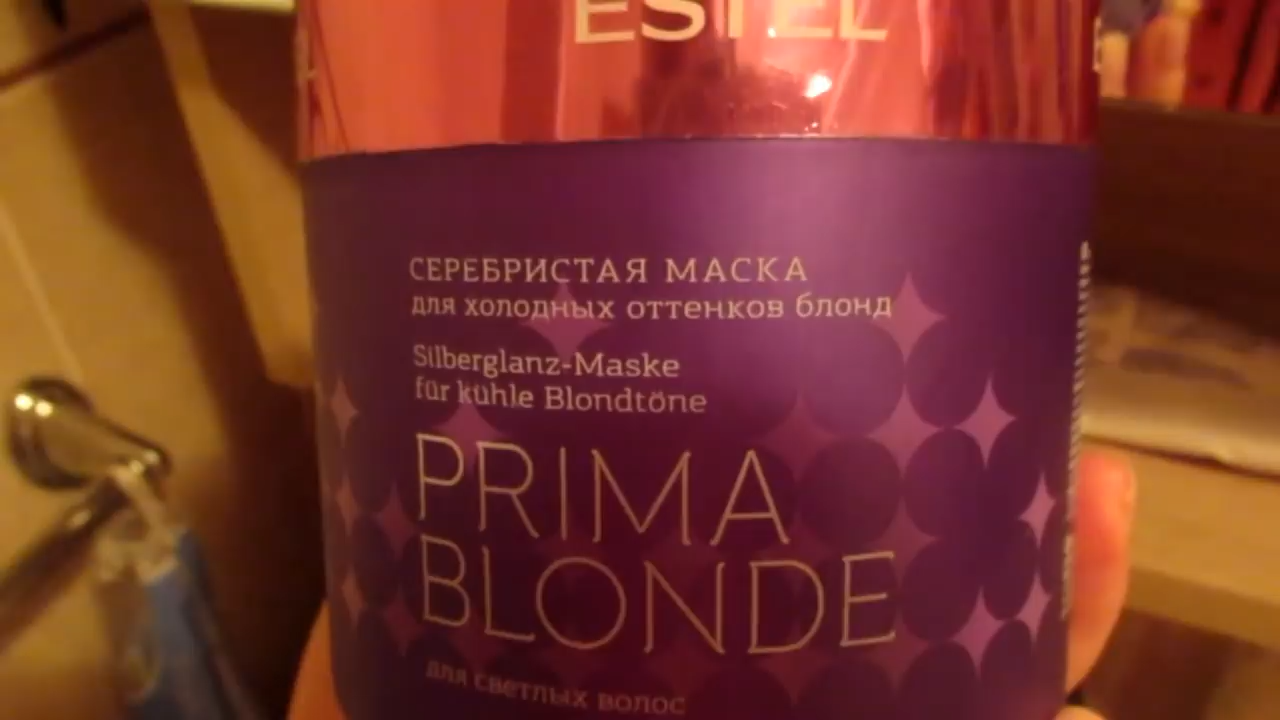 ESTEL
СЕРЕБРИСТАЯ МАСКА
для холодных оттенков блонд
Silberglanz-Maske
für kühle Blondtöne
PRIMA
BLONDE
для светлых волос